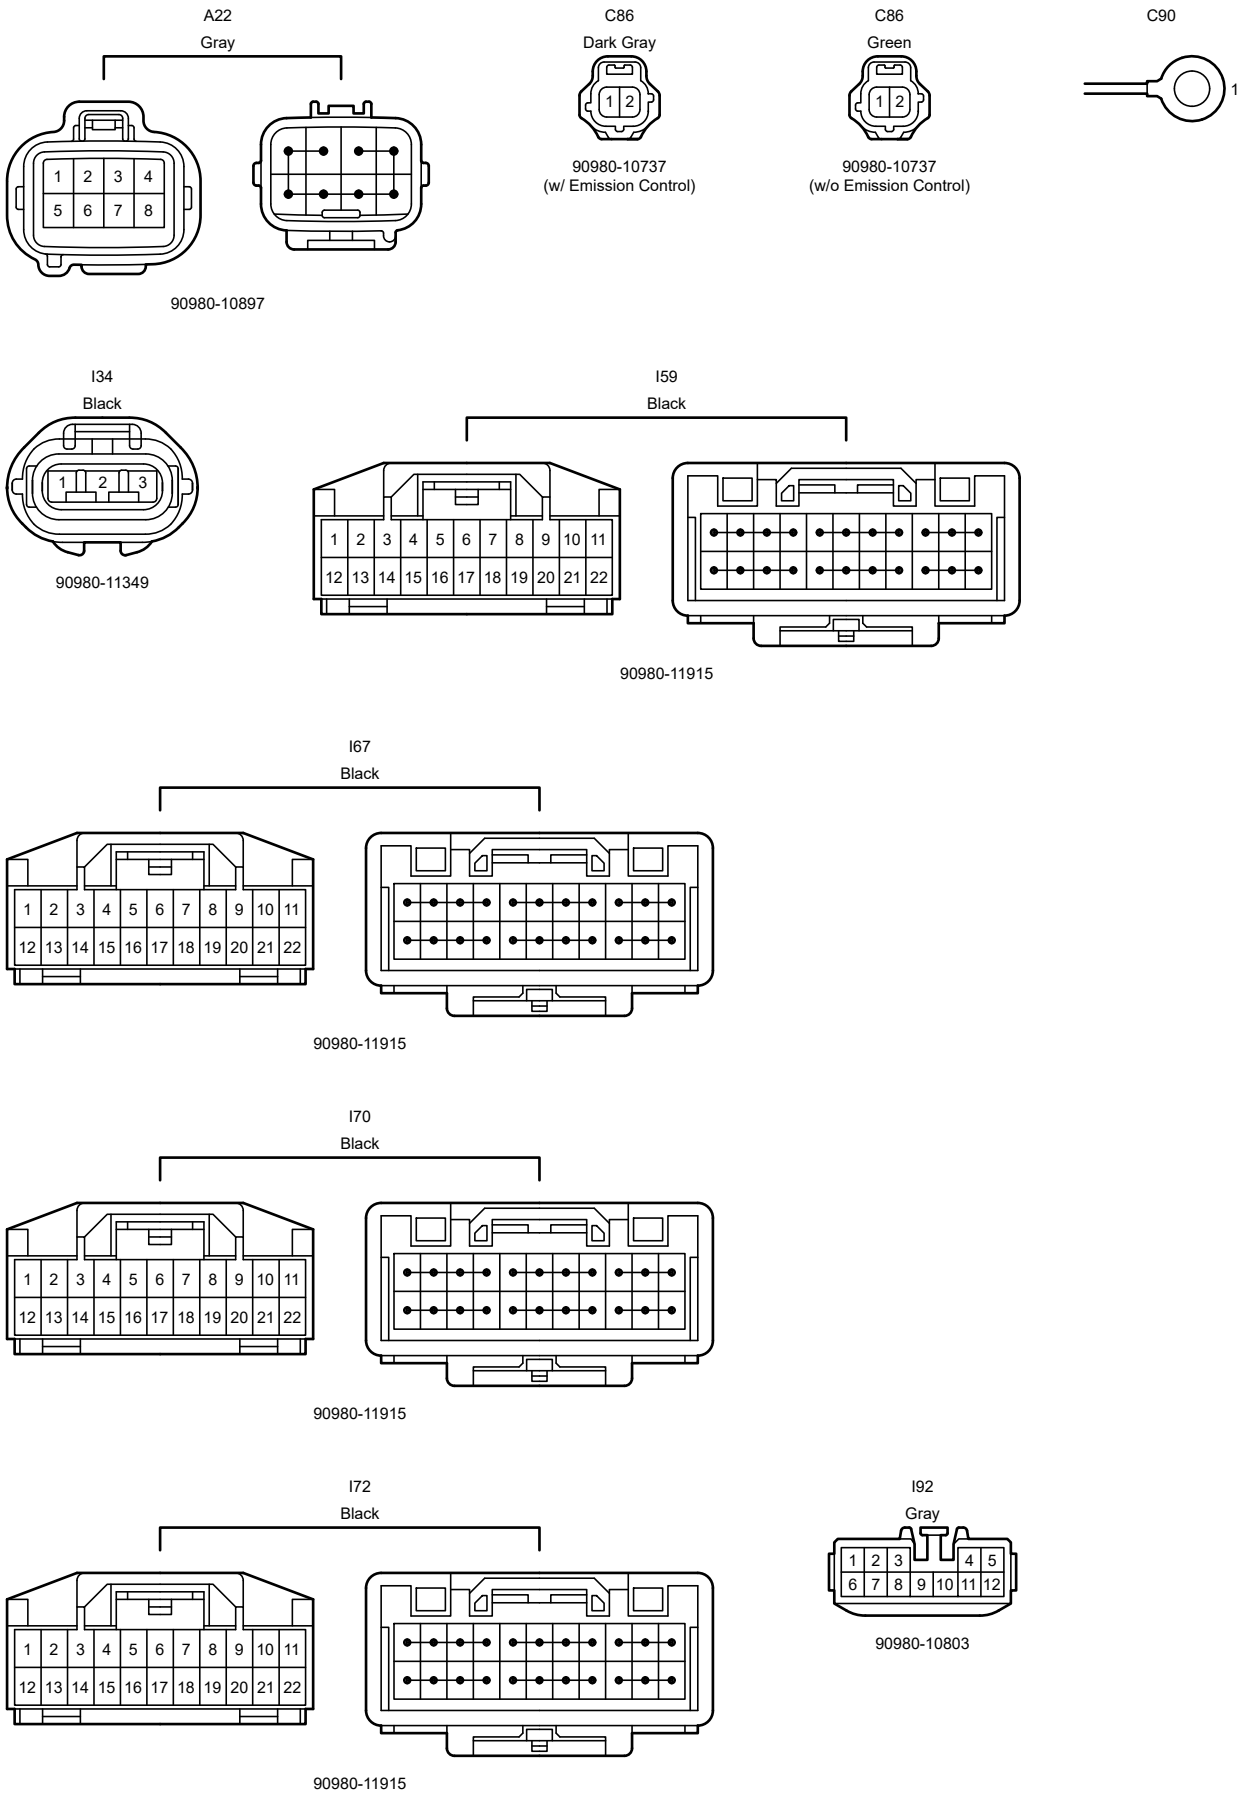 A22
Gray
1 2 3 4
5 6 7 8
90980-10897
C86
Dark Gray
1 2
90980-10737
(w/ Emission Control)
C86
Green
1 2
90980-10737
(w/o Emission Control)
C90
1
I34
Black
1 2 3
90980-11349
I59
Black
1 2 3 4 5 6 7 8 9 10 11
12 13 14 15 16 17 18 19 20 21 22
90980-11915
I67
Black
1 2 3 4 5 6 7 8 9 10 11
12 13 14 15 16 17 18 19 20 21 22
90980-11915
I70
Black
1 2 3 4 5 6 7 8 9 10 11
12 13 14 15 16 17 18 19 20 21 22
90980-11915
I72
Black
1 2 3 4 5 6 7 8 9 10 11
12 13 14 15 16 17 18 19 20 21 22
90980-11915
I92
Gray
1 2 3 4 5
6 7 8 9 10 11 12
90980-10803